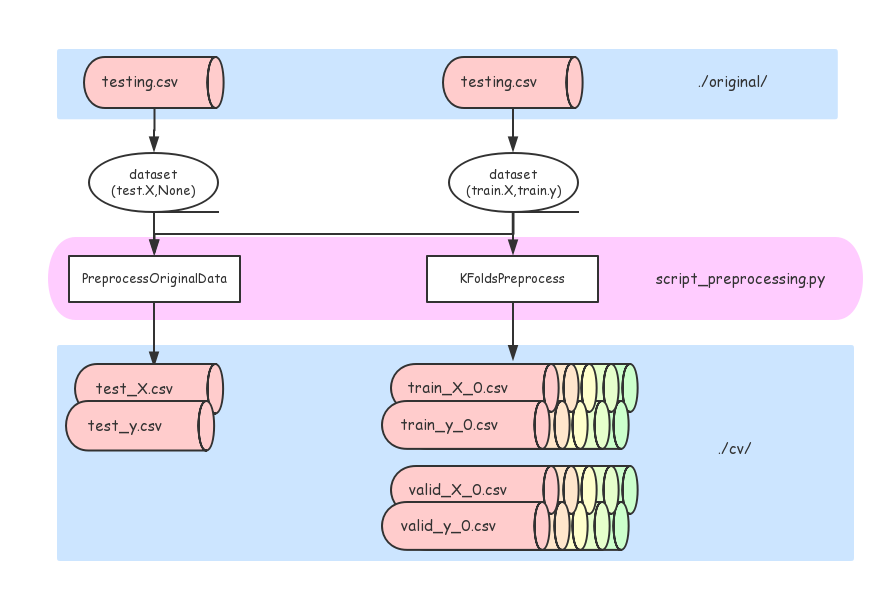 testing.csv
testing.csv
./original/
dataset
(test.X,None)
dataset
(train.X,train.y)
PreprocessOriginalData
KFoldsPreprocess
script_preprocessing.py
test_X.csv
test_y.csv
train_X_0.csv
train_y_0.csv
./cv/
valid_X_0.csv
valid_y_0.csv